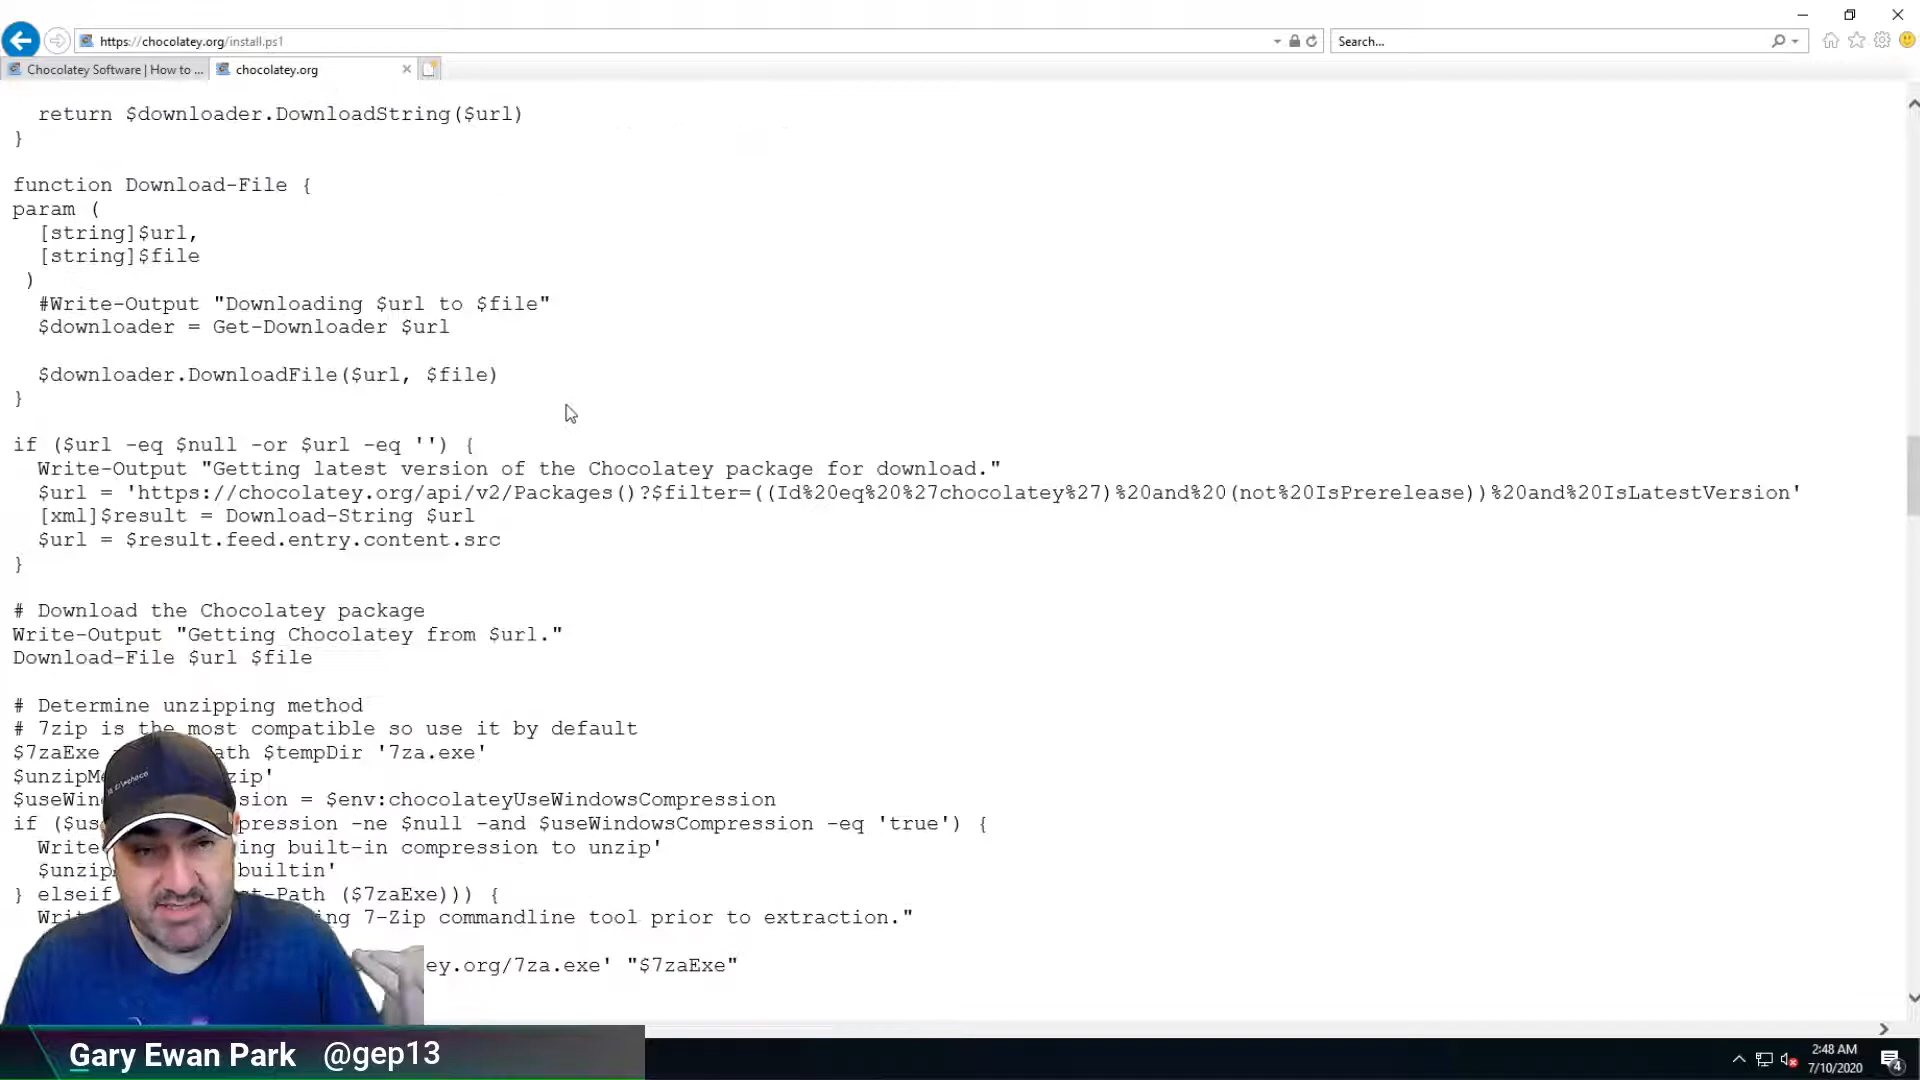 https://chocolatey.org/install.ps1
Search...
Chocolatey Software | How to ...
chocolatey.org
return $downloader.DownloadString($url)
}
function Download-File {
param (
[string]$url,
[string]$file
)
#Write-Output "Downloading $url to $file"
$downloader = Get-Downloader $url
$downloader.DownloadFile($url, $file)
}
if ($url -eq $null -or $url -eq '') {
Write-Output "Getting latest version of the Chocolatey package for download."
$url = 'https://chocolatey.org/api/v2/Packages()?$filter=((Id%20eq%20%27chocolatey%27)%20and%20(not%20IsPrerelease))%20and%20IsLatestVersion'
[xml]$result = Download-String $url
$url = $result.feed.entry.content.src
}
# Download the Chocolatey package
Write-Output "Getting Chocolatey from $url."
Download-File $url $file
# Determine unzipping method
# 7zip is the most compatible so use it by default
$7zaExe ath $tempDir '7za.exe'
$unzipMe zip'
$useWin sion = $env:chocolateyUseWindowsCompression
if ($us pression -ne $null -and $useWindowsCompression -eq 'true') {
Write ing built-in compression to unzip'
$unzip builtin'
} elseif st-Path ($7zaExe))) {
Writ ng 7-Zip commandline tool prior to extraction."
ey.org/7za.exe' "$7zaExe"
Gary Ewan Park @gep13
2:48 AM
7/10/2020
4